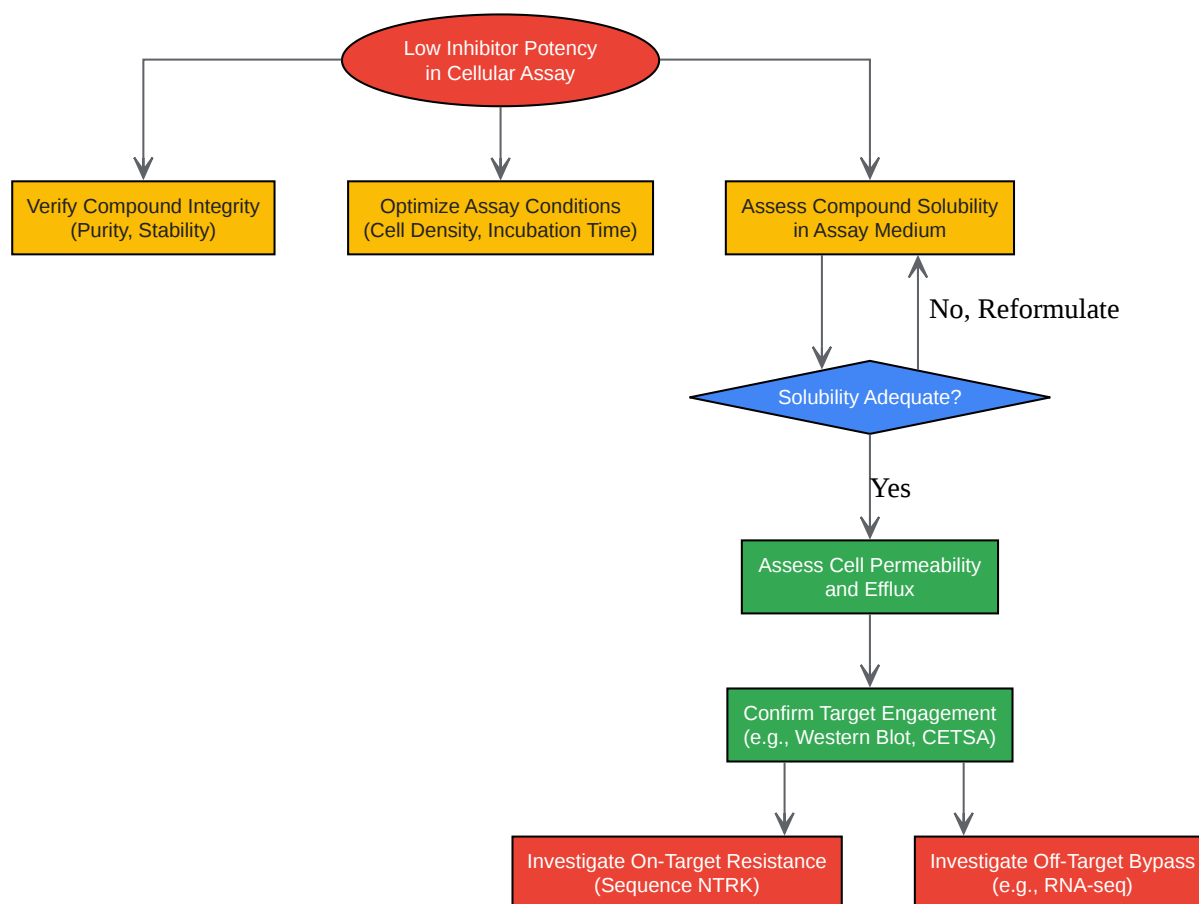 Low Inhibitor Potency
in Cellular Assay
Verify Compound Integrity
(Purity, Stability)
Optimize Assay Conditions
(Cell Density, Incubation Time)
Assess Compound Solubility
in Assay Medium
No, Reformulate
Solubility Adequate?
Yes
Assess Cell Permeability
and Efflux
Confirm Target Engagement
(e.g., Western Blot, CETSA)
Investigate On-Target Resistance
(Sequence NTRK)
Investigate Off-Target Bypass
(e.g., RNA-seq)